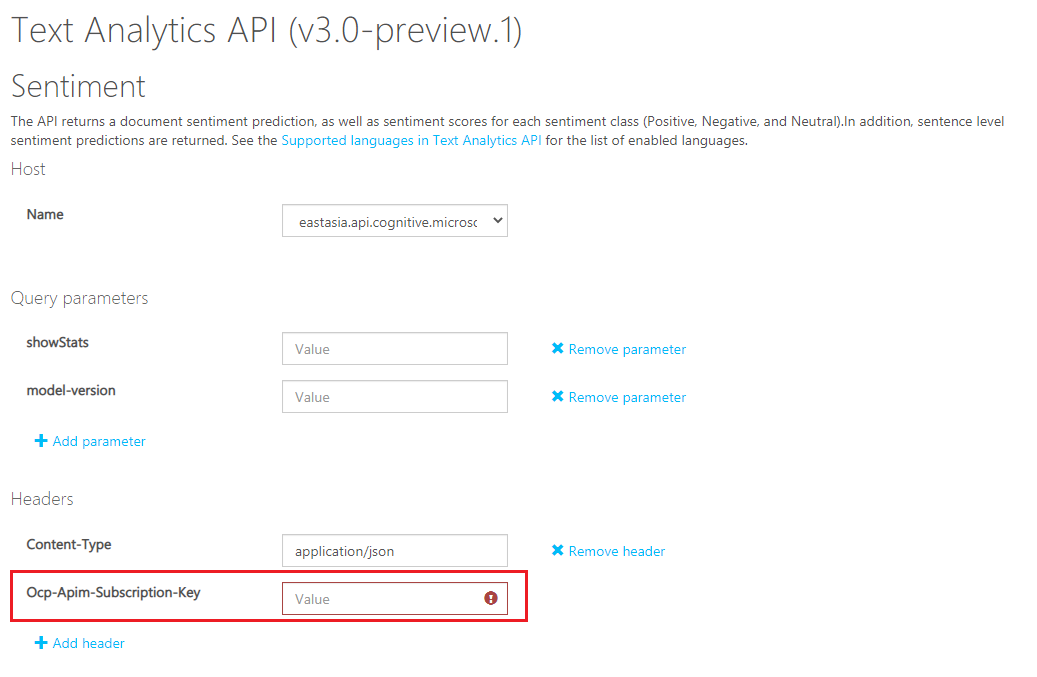 Text Analytics API (v3.0-preview.1)
Sentiment
The API returns a document sentiment prediction, as well as sentiment scores for each sentiment class (Positive, Negative, and Neutral).In addition, sentence level
sentiment predictions are returned. See the Supported languages in Text Analytics API for the list of enabled languages.
Host
Name
eastasia.api.cognitive.microsc
Query parameters
showStats
Value
Remove parameter
model-version
Value
Remove parameter
Add parameter
Headers
Content-Type
application/json
Remove header
Ocp-Apim-Subscription-Key
Value
Add header